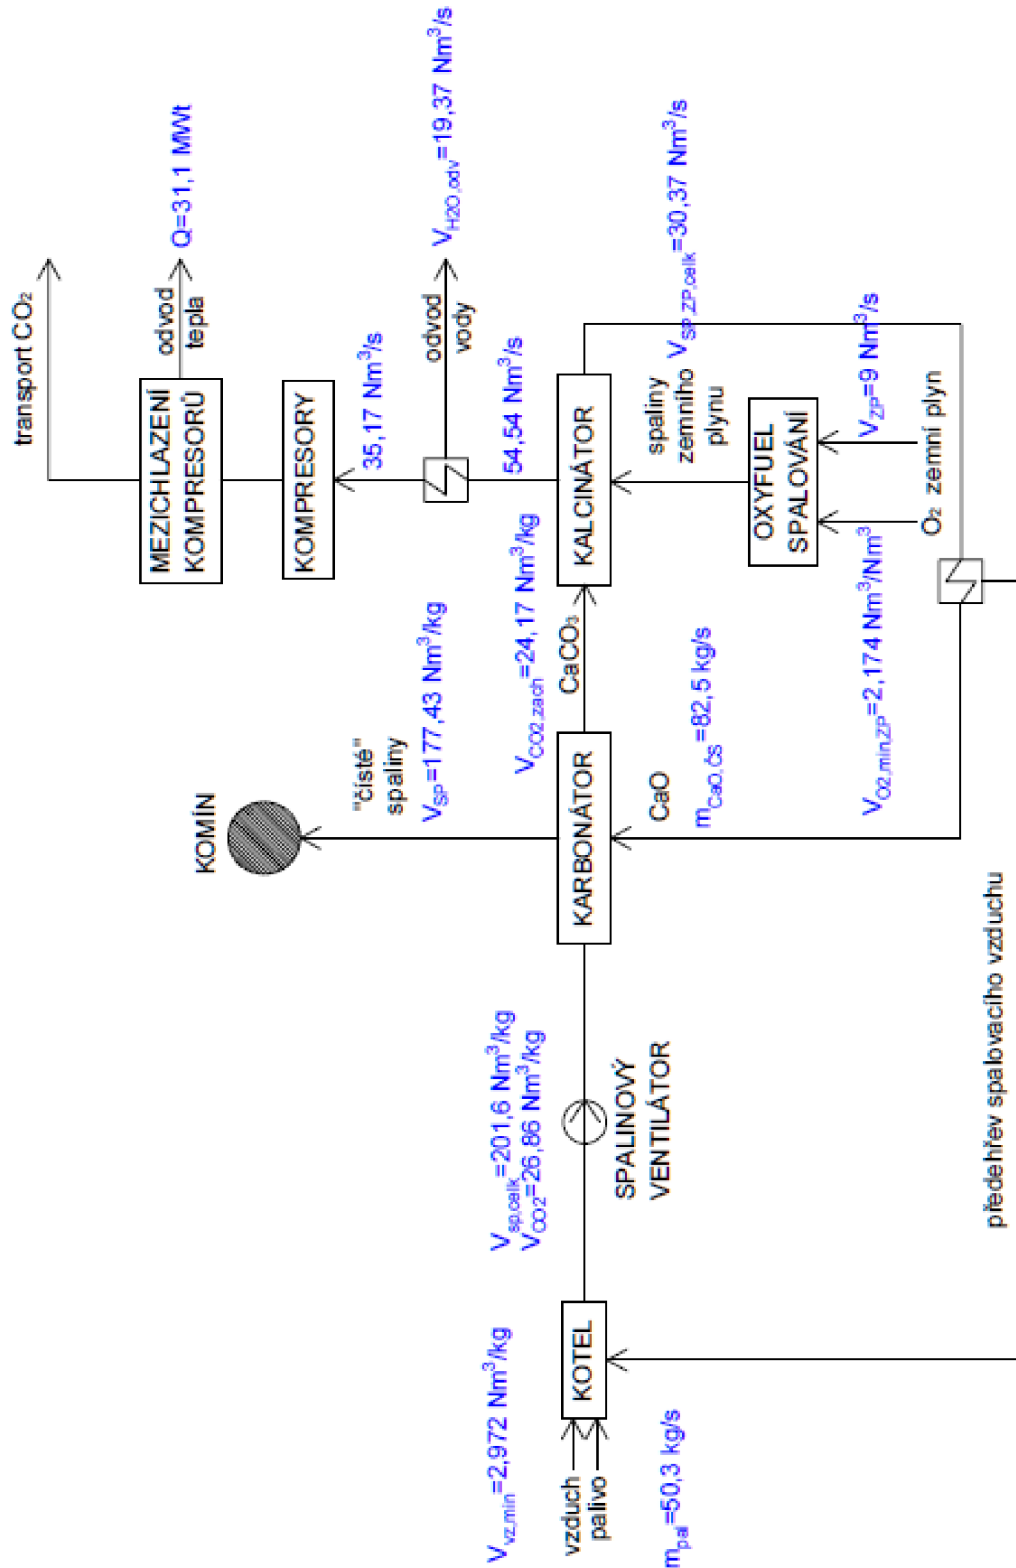 transport CO₂
MEZICHLAZENÍ
KOMPRESORŮ
odvod
tepla
Q=31,1 MWt
KOMPRESORY
35,17 Nm³/s
odvod
vody
V_H2O,odv=19,37 Nm³/s
54,54 Nm³/s
KOMÍN
"čisté"
spaliny
V_SP=177,43 Nm³/kg
V_CO2,zach=24,17 Nm³/kg
CaCO₃
KALCINÁTOR
spaliny
zemního
plynu
V_SP,ZP,celk=30,37 Nm³/s
OXYFUEL
SPALOVÁNÍ
V_ZP=9 Nm³/s
O₂ zemní plyn
V_O2,min,ZP=2,174 Nm³/Nm³
KARBONÁTOR
CaO
m_CaO,čs=82,5 kg/s
V_sp,celk=201,6 Nm³/kg
V_CO2=26,86 Nm³/kg
SPALINOVÝ
VENTILÁTOR
V_vz,min=2,972 Nm³/kg
vzduch
palivo
KOTEL
m_pal=50,3 kg/s
předehřev spalovacího vzduchu